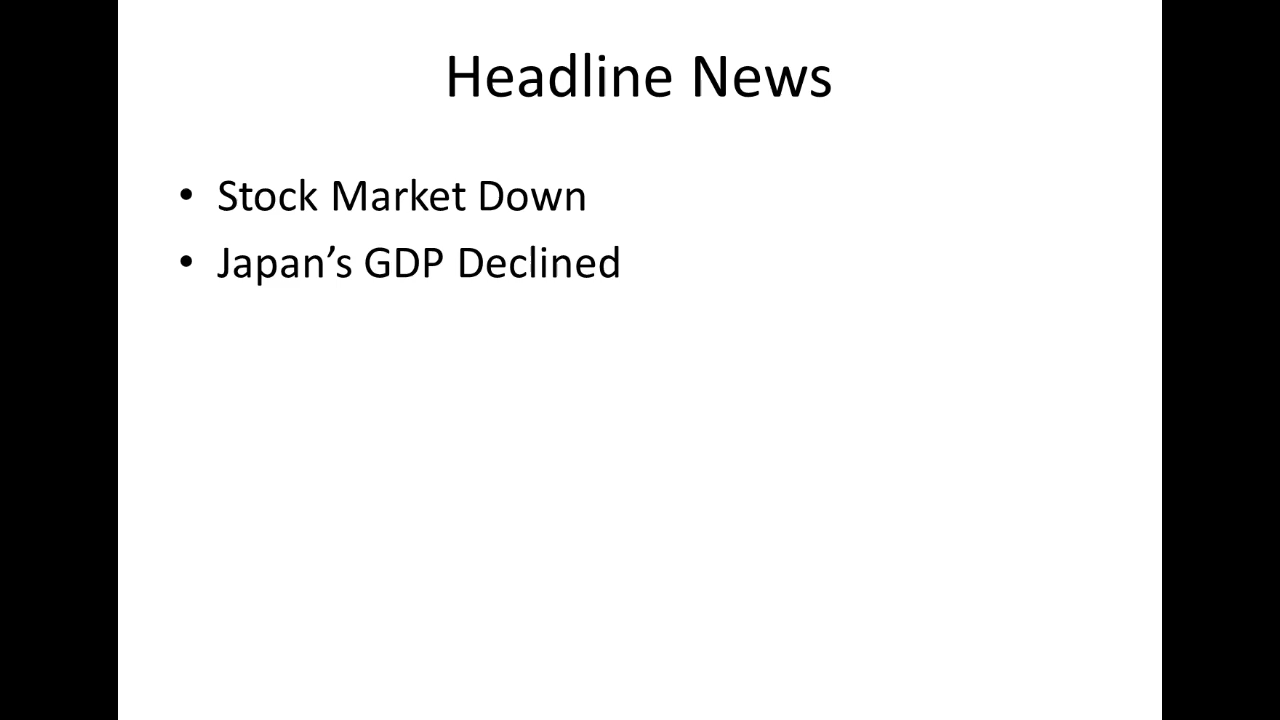 Headline News
• Stock Market Down
• Japan’s GDP Declined